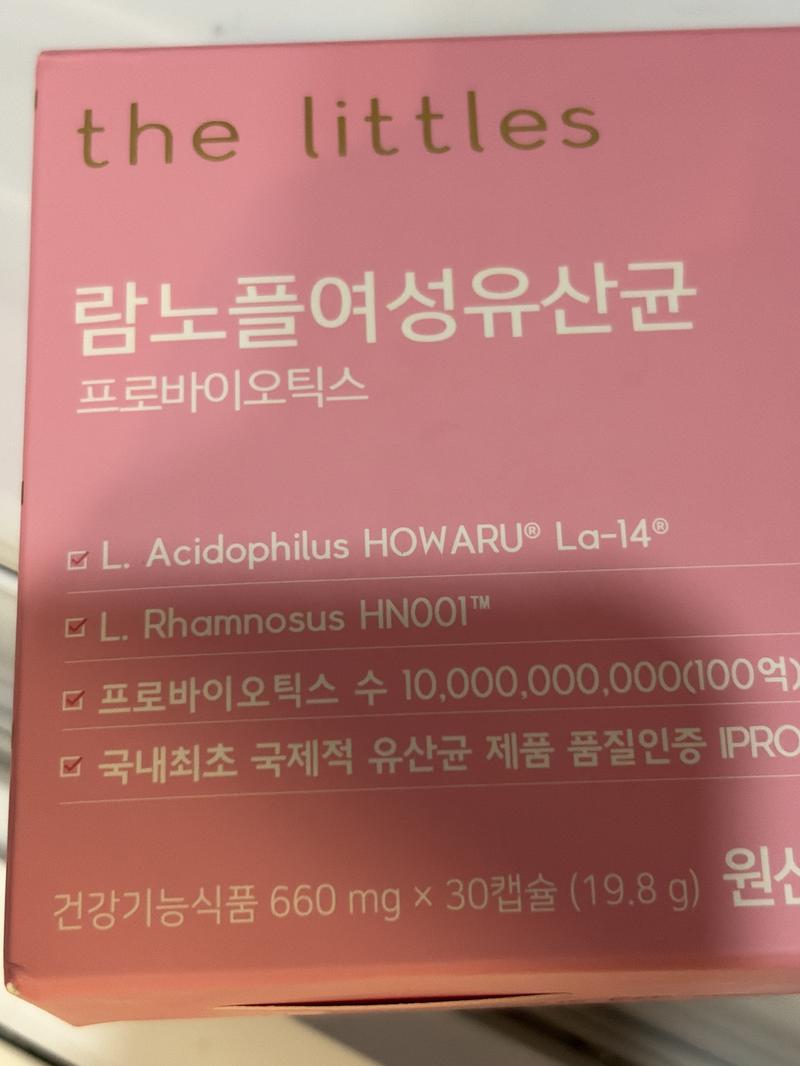 the littles
람노플여성유산균
프로바이오틱스
L. Acidophilus HOWARU® La-14®
L. Rhamnosus HN001™
프로바이오틱스 수 10,000,000,000(100억)
국내최초 국제적 유산균 제품 품질인증 IPRO
건강기능식품 660 mg × 30캡슐 (19.8 g)